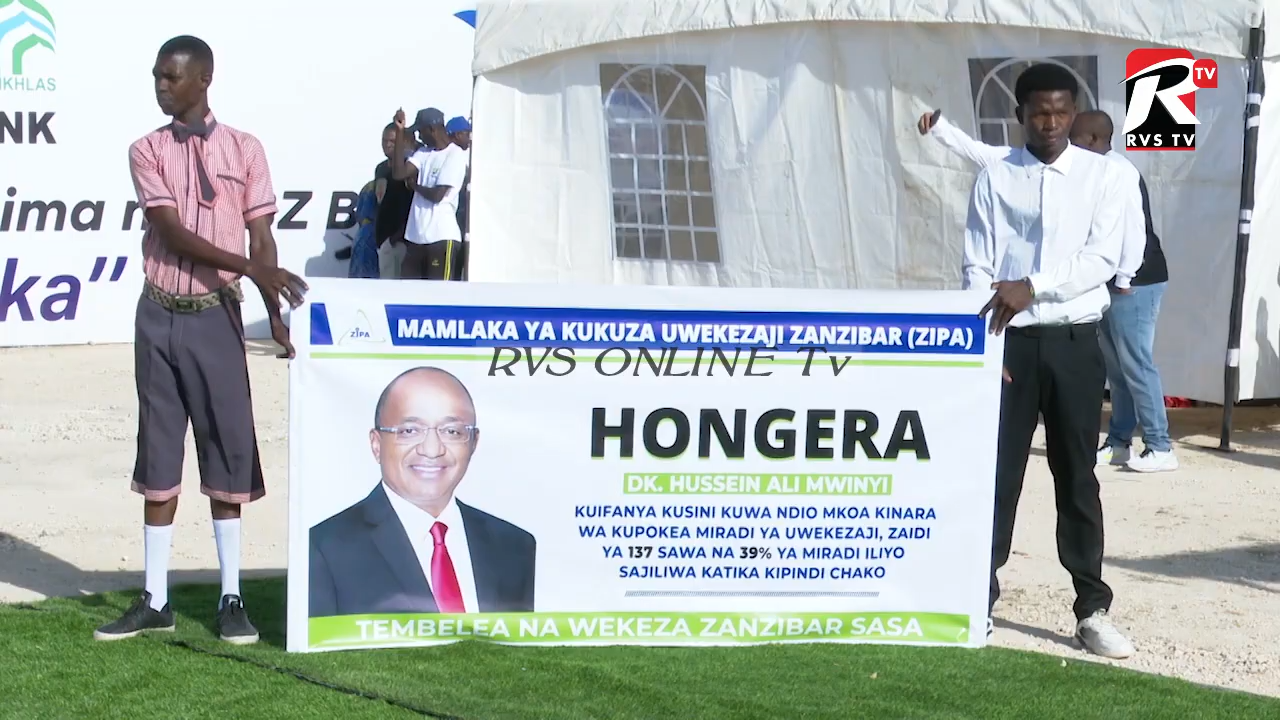 IKHLAS
NK
ima n
Z B
ka”
TV
R
RVS TV
ZIPA
MAMLAKA YA KUKUZA UWEKEZAJI ZANZIBAR (ZIPA)
RVS ONLINE Tv
HONGERA
DK. HUSSEIN ALI MWINYI
KUIFANYA KUSINI KUWA NDIO MKOA KINARA
WA KUPOKEA MIRADI YA UWEKEZAJI, ZAIDI
YA 137 SAWA NA 39% YA MIRADI ILIYO
SAJILIWA KATIKA KIPINDI CHAKO
TEMBELEA NA WEKEZA ZANZIBAR SASA